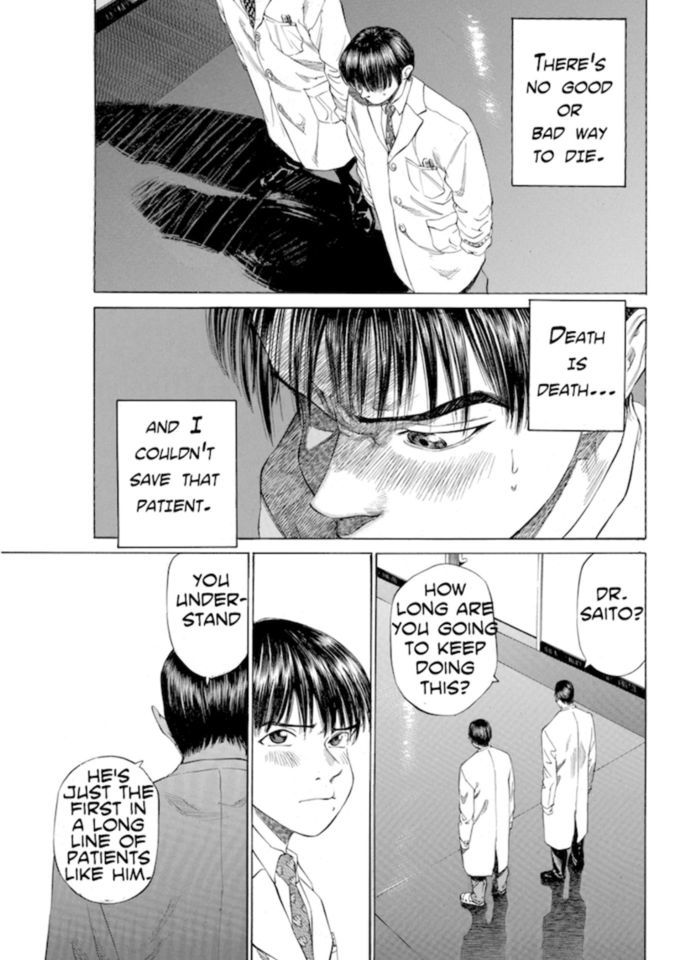 THERE'S
NO GOOD
OR
BAD WAY
TO DIE.
DEATH
IS
DEATH...
AND I
COULDN'T
SAVE THAT
PATIENT.
DR.
SAITO?
HOW
LONG ARE
YOU GOING
TO KEEP
DOING
THIS?
YOU
UNDER-
STAND
HE'S
JUST THE
FIRST IN
A LONG
LINE OF
PATIENTS
LIKE HIM.